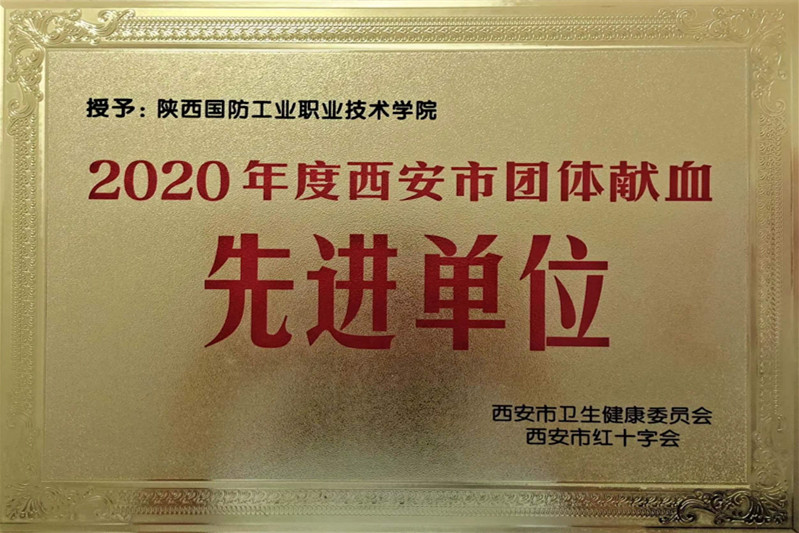 授予：陕西国防工业职业技术学院
2020年度西安市团体献血
先进单位
西安市卫生健康委员会
西安市红十字会